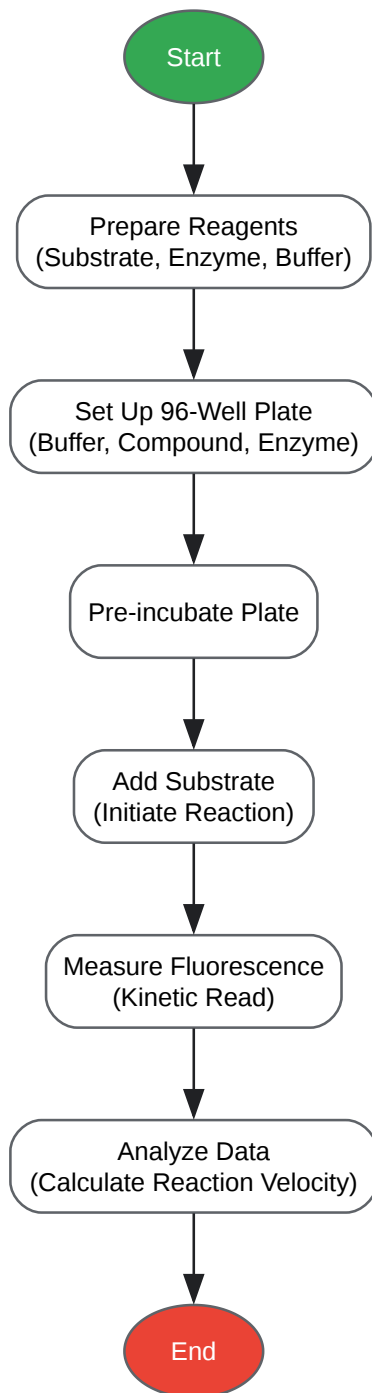 Start
Prepare Reagents
(Substrate, Enzyme, Buffer)
Set Up 96-Well Plate
(Buffer, Compound, Enzyme)
Pre-incubate Plate
Add Substrate
(Initiate Reaction)
Measure Fluorescence
(Kinetic Read)
Analyze Data
(Calculate Reaction Velocity)
End